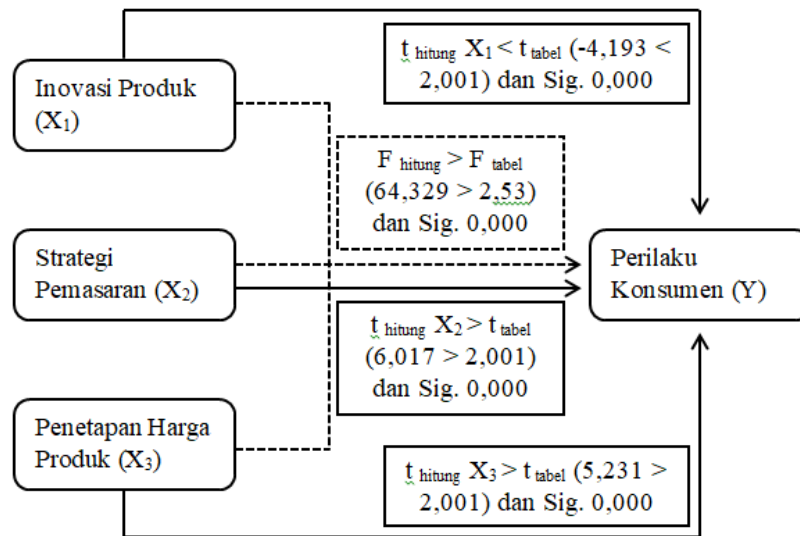 t hitung X₁ < t tabel (-4,193 <
2,001) dan Sig. 0,000
Inovasi Produk
(X₁)
F hitung > F tabel
(64,329 > 2,53)
dan Sig. 0,000
Strategi
Pemasaran (X₂)
Perilaku
Konsumen (Y)
t hitung X₂ > t tabel
(6,017 > 2,001)
dan Sig. 0,000
Penetapan Harga
Produk (X₃)
t hitung X₃ > t tabel (5,231 >
2,001) dan Sig. 0,000